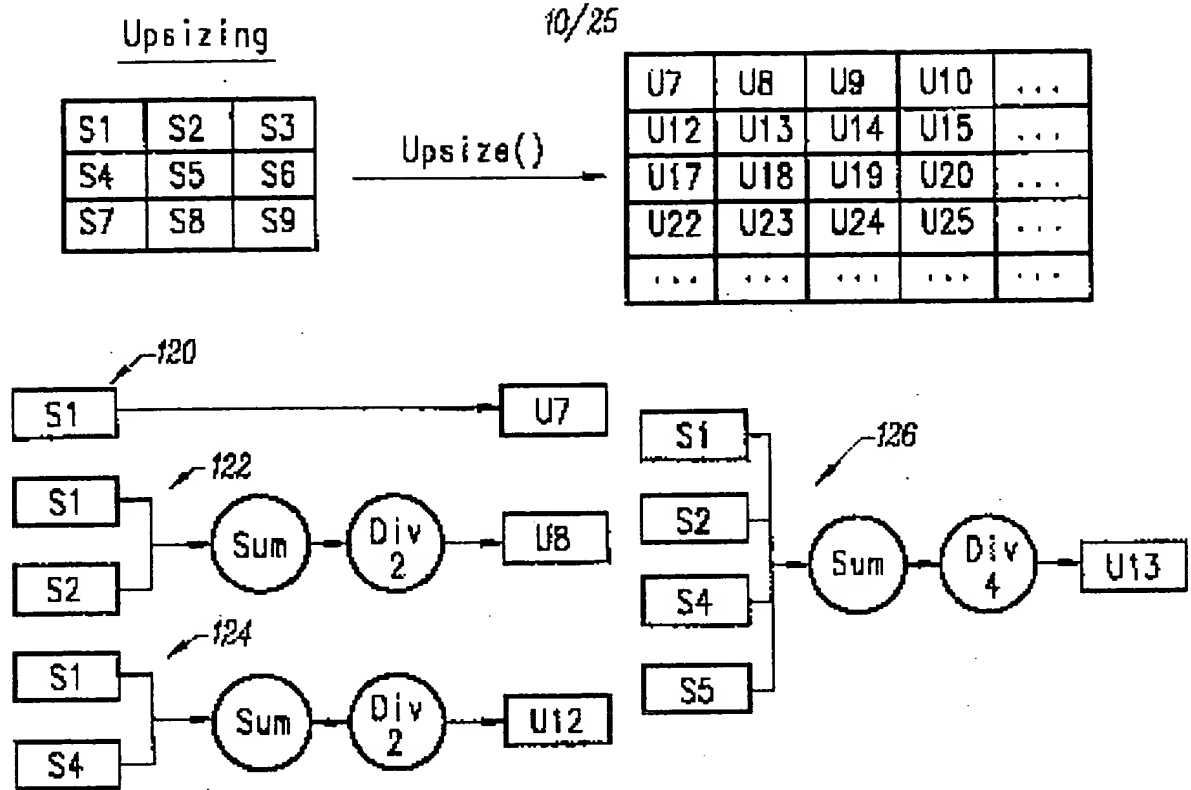 Upsizing
10/25
S1 S2 S3
S4 S5 S6
S7 S8 S9
Upsize()
U7 U8 U9 U10 ...
U12 U13 U14 U15 ...
U17 U18 U19 U20 ...
U22 U23 U24 U25 ...
... ... ... ... ...
120
S1
U7
122
S1
S2
Sum
Div
2
U8
124
S1
S4
Sum
Div
2
U12
126
S1
S2
S4
S5
Sum
Div
4
U13